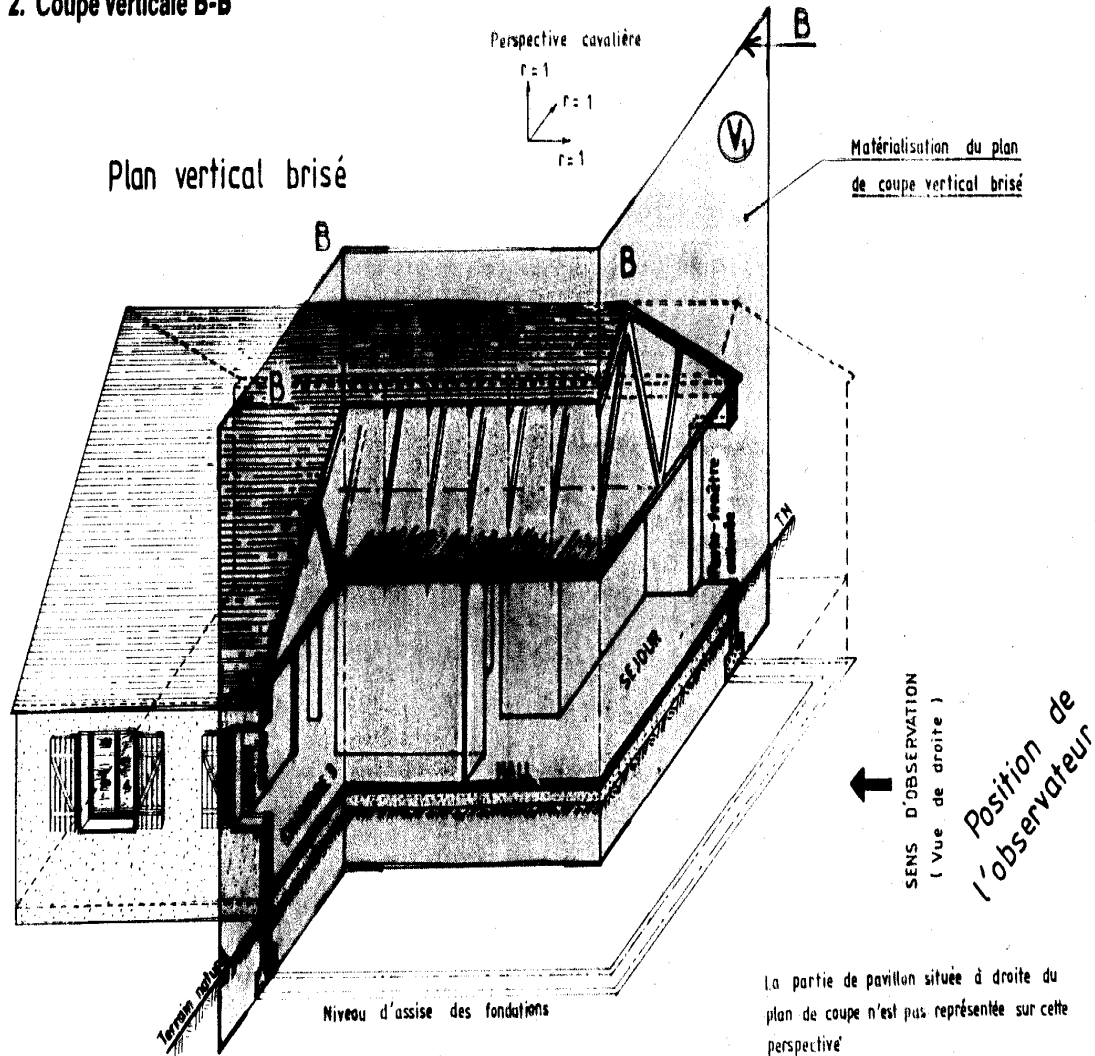 2. Coupe verticale B-B
Perspective cavalière
r=1
r=1
r=1
B
V1
Matérialisation du plan
de coupe vertical brisé
Plan vertical brisé
B
B
B
T.N
SEJOUR
HALL
SENS D'OBSERVATION
( Vue de droite )
Position de
l'observateur
Terrain naturel
Niveau d'assise des fondations
La partie de pavillon située à droite du
plan de coupe n'est pas représentée sur cette
perspective